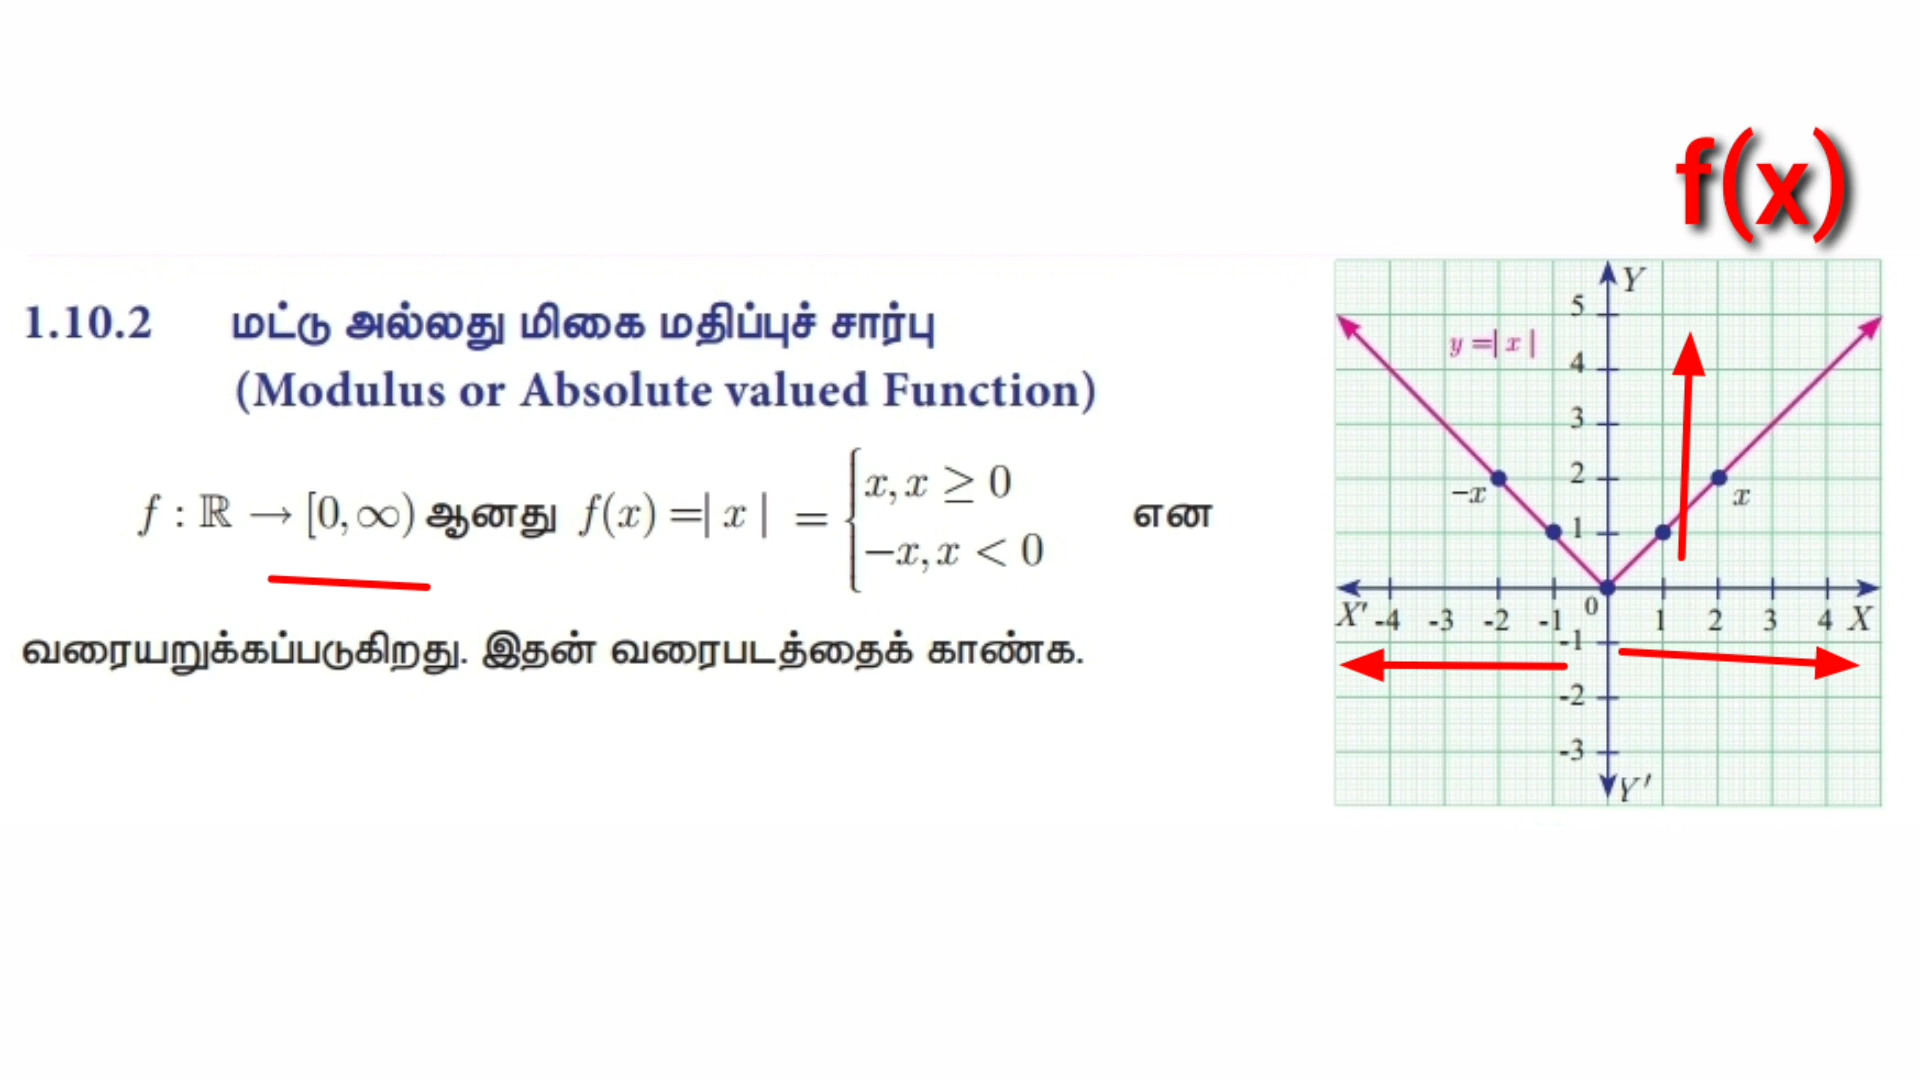 f(x)
1.10.2 மட்டு அல்லது மிகை மதிப்புச் சார்பு
(Modulus or Absolute valued Function)
f : ℝ → [0, ∞) ஆனது f(x) =| x | = { x, x ≥ 0
−x, x < 0 என
வரையறுக்கப்படுகிறது. இதன் வரைபடத்தைக் காண்க.
Y
5
y =| x |
4
3
2
−x x
1
0
X' -4 -3 -2 -1 1 2 3 4 X
-1
-2
-3
Y'